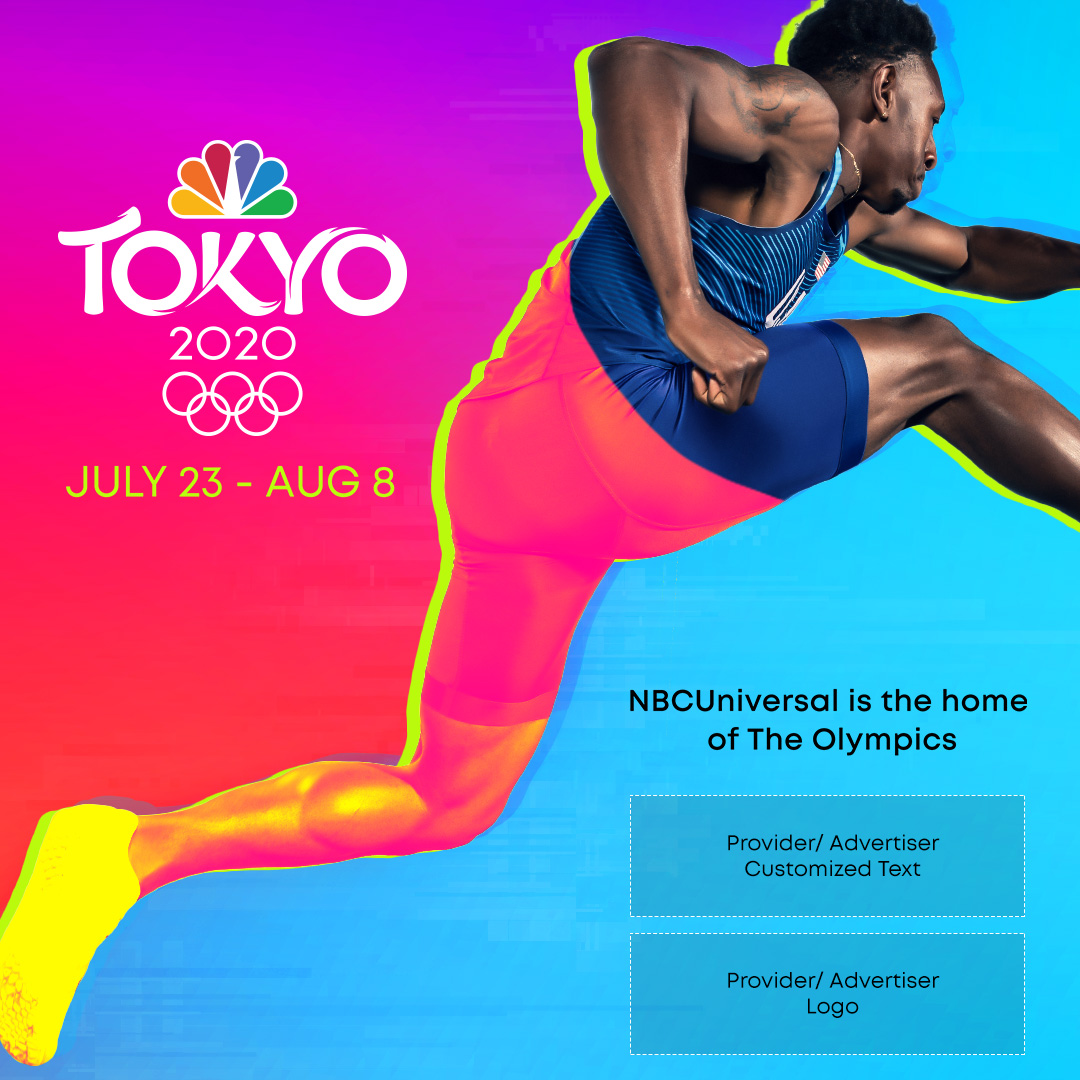 TOKYO
2020
JULY 23 - AUG 8
NBCUniversal is the home
of The Olympics
Provider/ Advertiser
Customized Text
Provider/ Advertiser
Logo